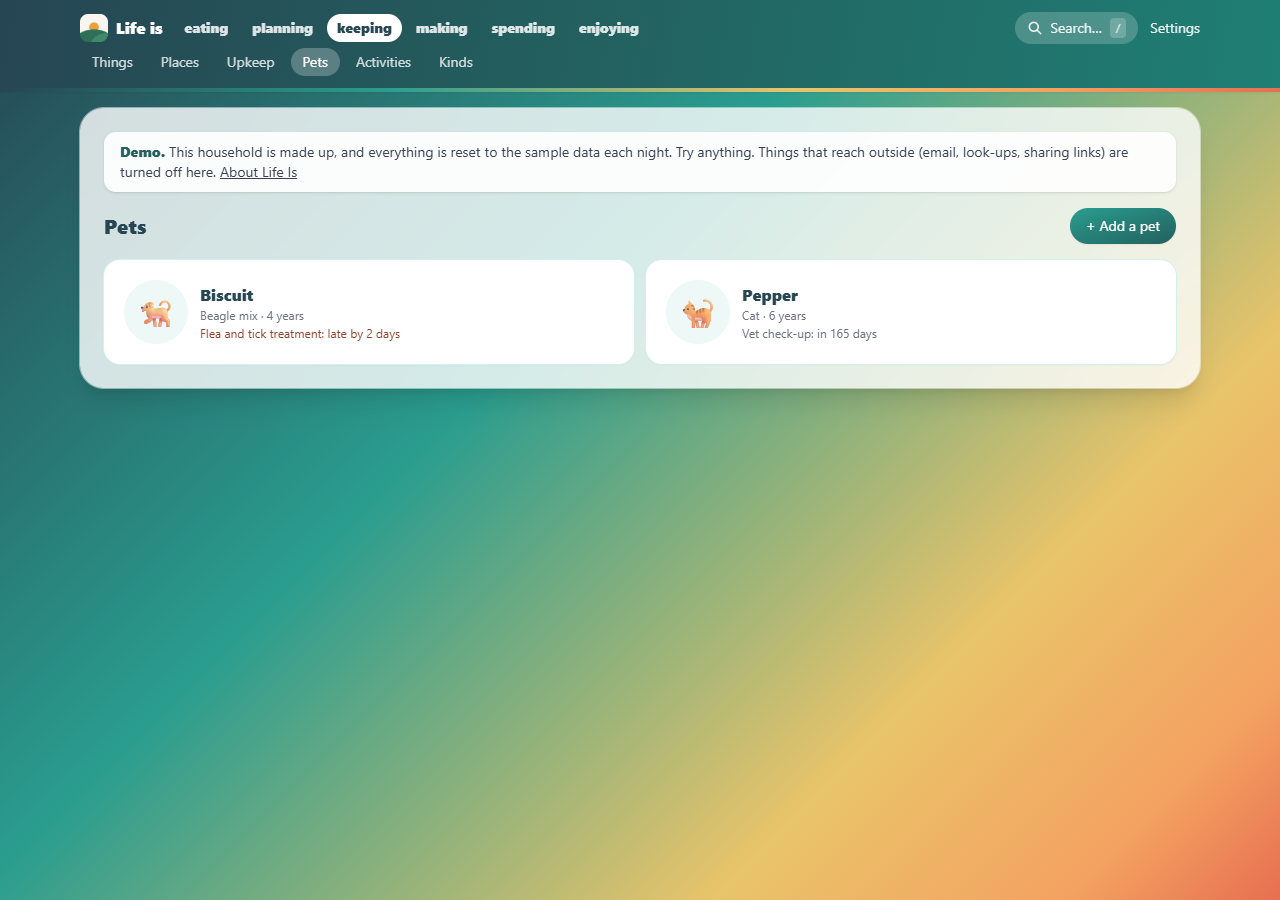 Life is eating planning keeping making spending enjoying Search... / Settings
Things Places Upkeep Pets Activities Kinds
Demo. This household is made up, and everything is reset to the sample data each night. Try anything. Things that reach outside (email, look-ups, sharing links) are
turned off here. About Life Is
Pets + Add a pet
Biscuit
Beagle mix · 4 years
Flea and tick treatment: late by 2 days
Pepper
Cat · 6 years
Vet check-up: in 165 days